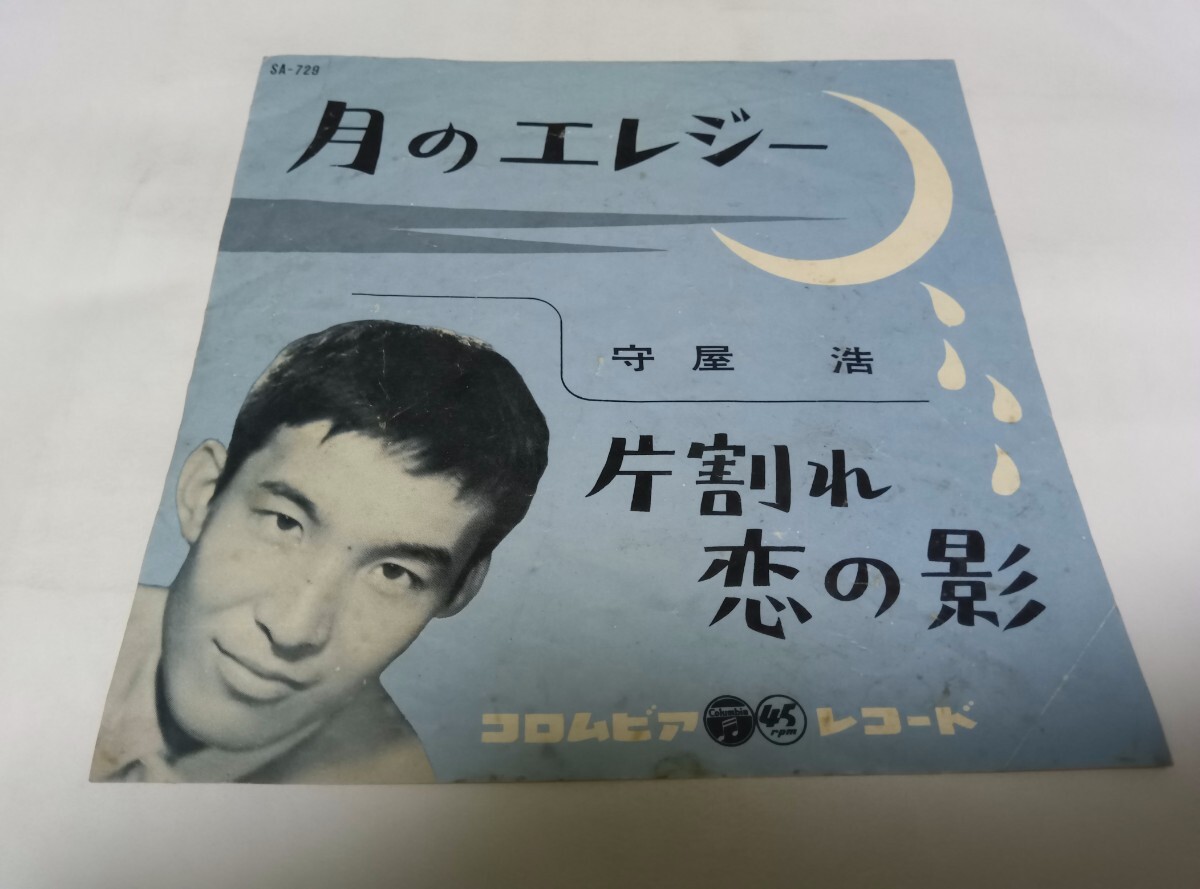 SA-729
月のエレジー
守屋 浩
片割れ
恋の影
コロムビア Columbia 45 rpm レコード